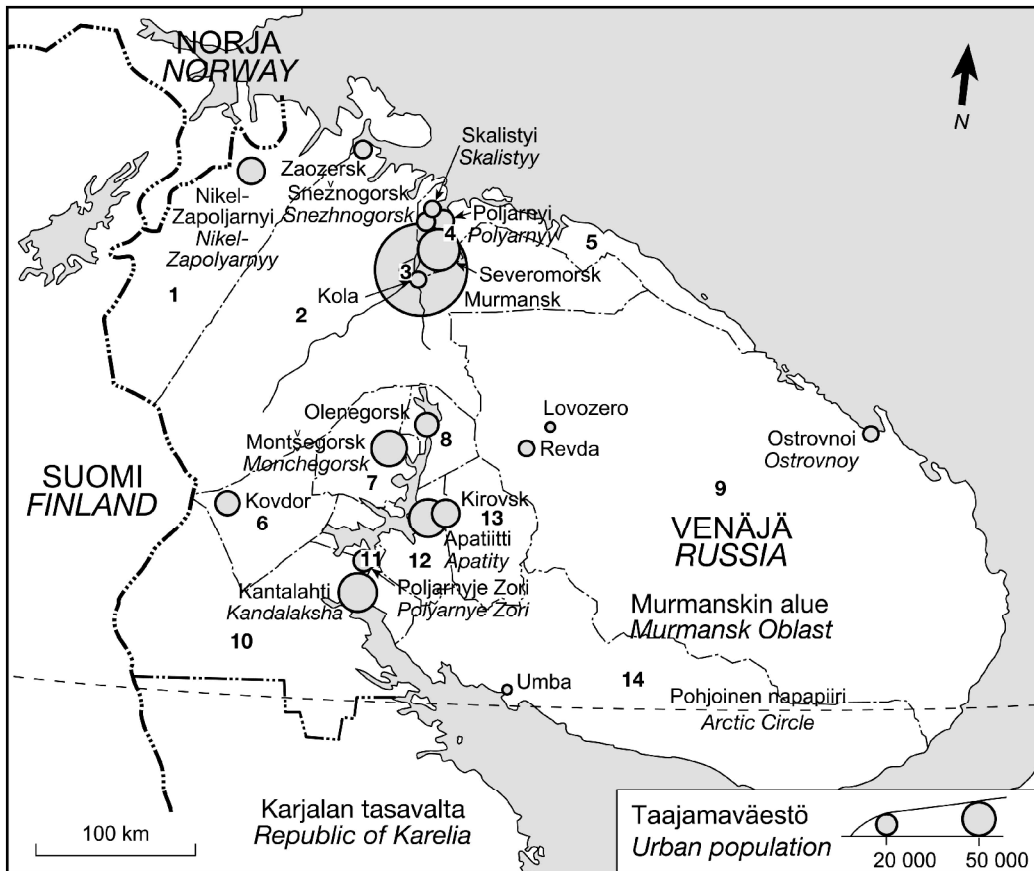 NORJA
NORWAY
N
Skalistyi
Skalistyy
Zaozersk
Snežnogorsk
Snezhnogorsk
Nikel-
Zapoljarnyi
Nikel-
Zapolyarnyy
Poljarnyi
Polyarnyy
4
5
3
Severomorsk
Kola
Murmansk
1
2
Olenegorsk
Lovozero
Montšegorsk
Monchegorsk
8
Revda
Ostrovnoi
Ostrovnoy
7
SUOMI
FINLAND
Kovdor
6
Kirovsk
13
9
Apatiitti
Apatity
VENÄJÄ
RUSSIA
11
12
Kantalahti
Kandalaksha
Poljarnyje Zori
Polyarnye Zori
Murmanskin alue
Murmansk Oblast
10
Umba
14
Pohjoinen napapiiri
Arctic Circle
Karjalan tasavalta
Republic of Karelia
100 km
Taajamaväestö
Urban population
20 000
50 000